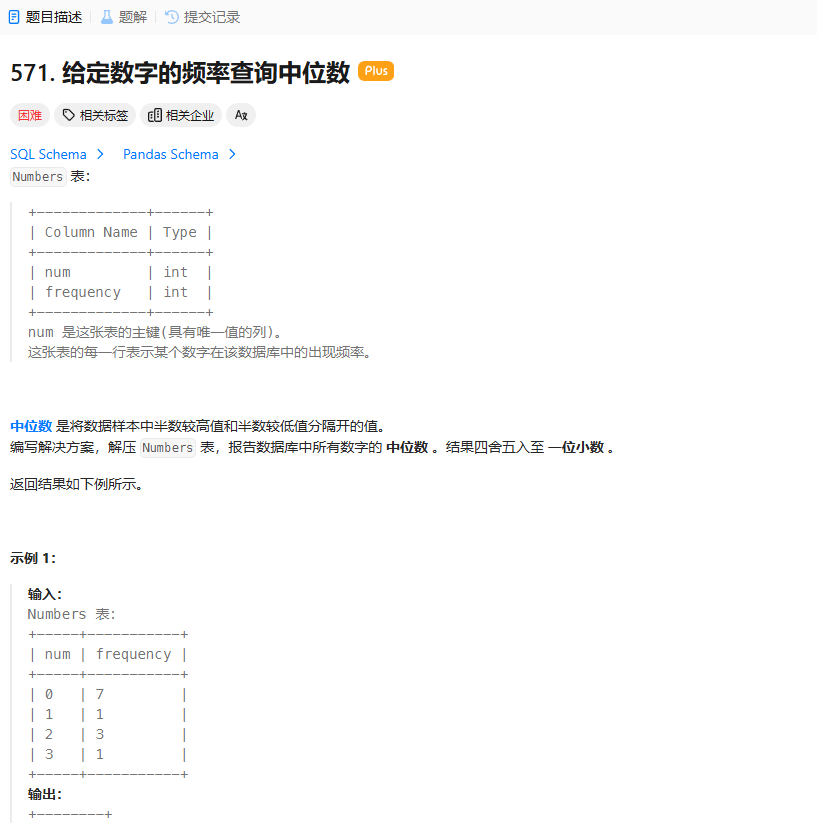 题目描述 题解 提交记录
571. 给定数字的频率查询中位数 Plus
困难 相关标签 相关企业 Aあ
SQL Schema > Pandas Schema >
Numbers 表：
+-------------+------+
| Column Name | Type |
+-------------+------+
| num         | int  |
| frequency   | int  |
+-------------+------+
num 是这张表的主键(具有唯一值的列)。
这张表的每一行表示某个数字在该数据库中的出现频率。
中位数 是将数据样本中半数较高值和半数较低值分隔开的值。
编写解决方案，解压 Numbers 表，报告数据库中所有数字的 中位数 。结果四舍五入至 一位小数 。
返回结果如下例所示。
示例 1：
输入：
Numbers 表：
+-----+-----------+
| num | frequency |
+-----+-----------+
| 0   | 7         |
| 1   | 1         |
| 2   | 3         |
| 3   | 1         |
+-----+-----------+
输出：
+--------+